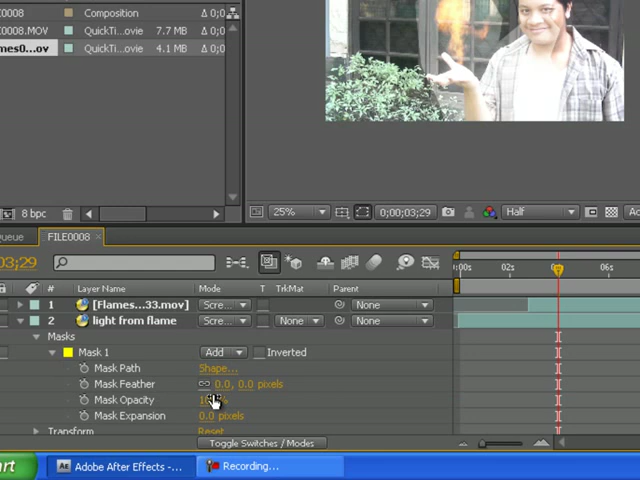 0008 Composition Δ 0;0
0008.MOV QuickTi...ovie 7.7 MB Δ 0;0
mes0...ov QuickTi...ovie 4.1 MB Δ 0;0
8 bpc
25% 0;00;03;29 Half
ueue FILE0008 ×
03;29
:00s 02s 06s
# Layer Name Mode T TrkMat Parent
1 [Flames...33.mov] Scre... None
2 light from flame Scre... None None
Masks
Mask 1 Add Inverted
Mask Path Shape...
Mask Feather 0.0, 0.0 pixels
Mask Opacity
Mask Expansion 0.0 pixels
Transform Reset
Toggle Switches / Modes
art Adobe After Effects -... Recording...